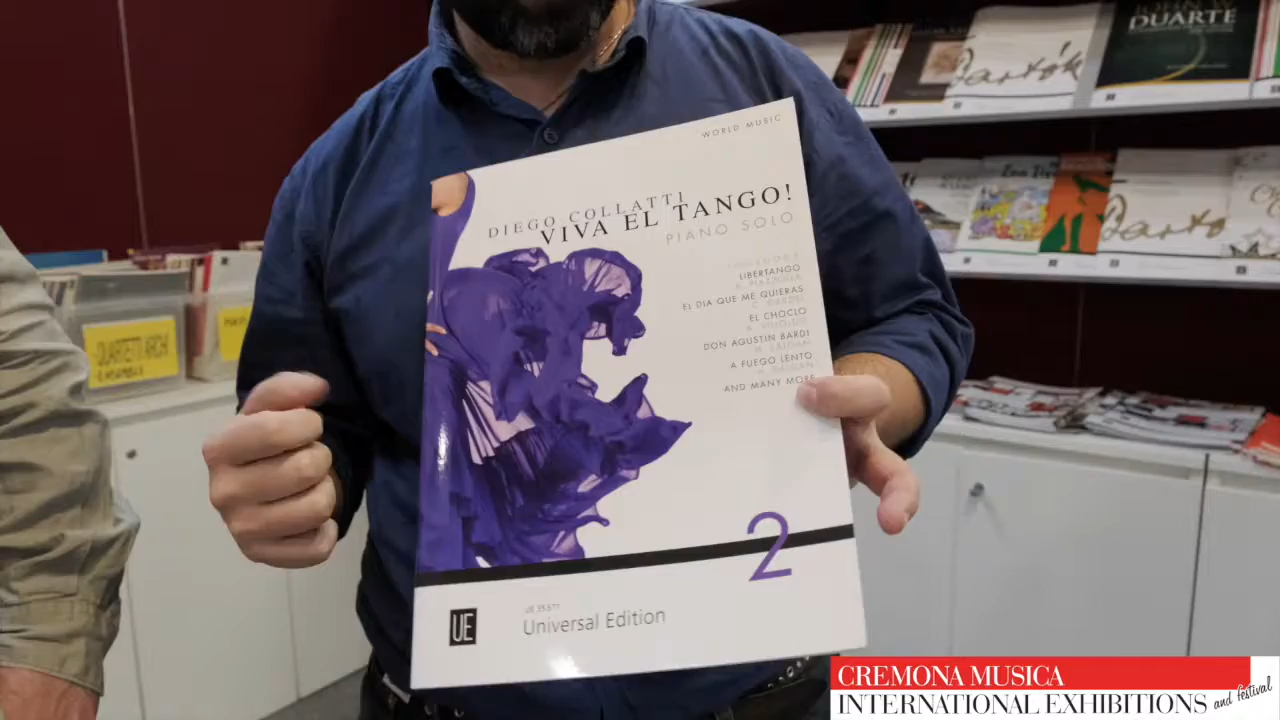 JOHN W.
DUARTE
Bartók
Bartók
WORLD MUSIC
DIEGO COLLATTI
VIVA EL TANGO!
PIANO SOLO
LIBERTANGO
EL DIA QUE ME QUIERAS
EL CHOCLO
DON AGUSTIN BARDI
A FUEGO LENTO
AND MANY MORE
2
UE
Universal Edition
QUARTETTI ARCHI
CREMONA MUSICA
INTERNATIONAL EXHIBITIONS and festival